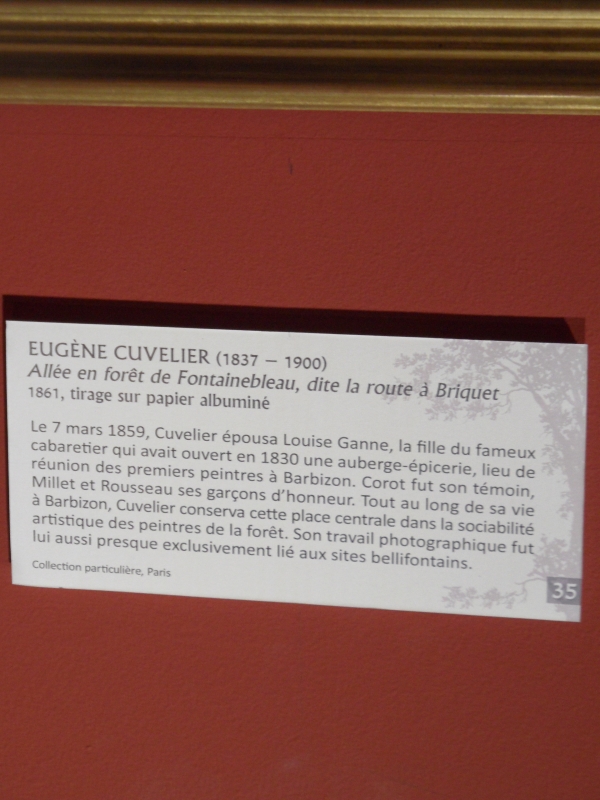 EUGÈNE CUVELIER (1837 – 1900)
Allée en forêt de Fontainebleau, dite la route à Briquet
1861, tirage sur papier albuminé
Le 7 mars 1859, Cuvelier épousa Louise Ganne, la fille du fameux
cabaretier qui avait ouvert en 1830 une auberge-épicerie, lieu de
réunion des premiers peintres à Barbizon. Corot fut son témoin,
Millet et Rousseau ses garçons d'honneur. Tout au long de sa vie
à Barbizon, Cuvelier conserva cette place centrale dans la sociabilité
artistique des peintres de la forêt. Son travail photographique fut
lui aussi presque exclusivement lié aux sites bellifontains.
Collection particulière, Paris
35